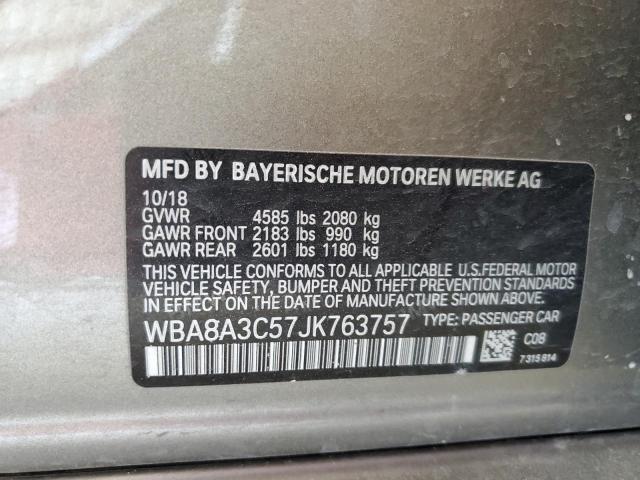 MFD BY BAYERISCHE MOTOREN WERKE AG
10/18
GVWR 4585 lbs 2080 kg
GAWR FRONT 2183 lbs 990 kg
GAWR REAR 2601 lbs 1180 kg
THIS VEHICLE CONFORMS TO ALL APPLICABLE U.S.FEDERAL MOTOR
VEHICLE SAFETY, BUMPER AND THEFT PREVENTION STANDARDS
IN EFFECT ON THE DATE OF MANUFACTURE SHOWN ABOVE.
WBA8A3C57JK763757 TYPE: PASSENGER CAR
C08
7315814